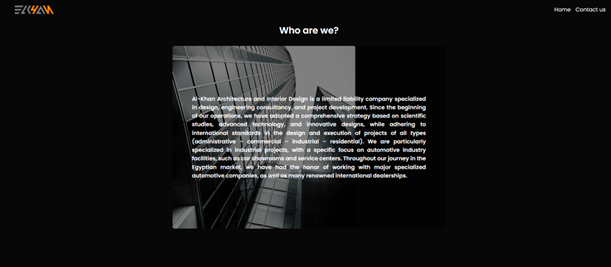 Home Contact us
Who are we?
Al-Khan Architecture and Interior Design is a limited liability company specialized
in design, engineering consultancy, and project development. Since the beginning
of our operations, we have adopted a comprehensive strategy based on scientific
studies, advanced technology, and innovative designs, while adhering to
international standards in the design and execution of projects of all types
(administrative – commercial – industrial – residential). We are particularly
specialized in industrial projects, with a specific focus on automotive industry
facilities, such as car showrooms and service centers. Throughout our journey in the
Egyptian market, we have had the honor of working with major specialized
automotive companies, as well as many renowned international dealerships.